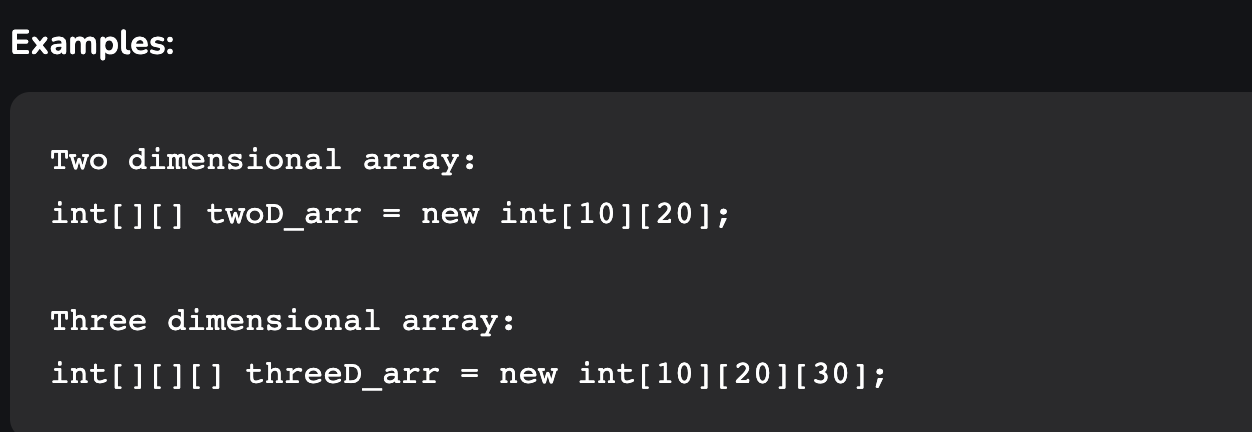 Examples:
Two dimensional array:
int[][] twoD_arr = new int[10][20];
Three dimensional array:
int[][][] threeD_arr = new int[10][20][30];